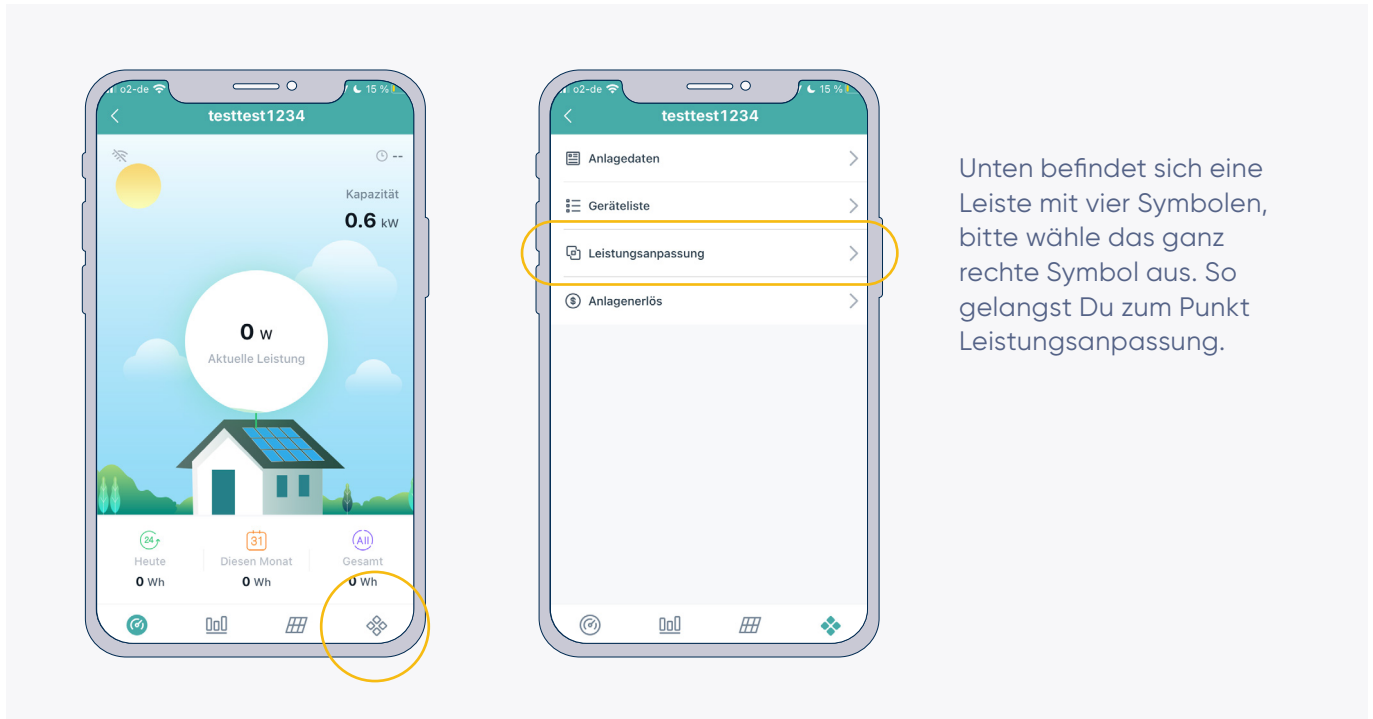 o2-de
15 %
testtest1234
--
Kapazität
0.6 kW
0 W
Aktuelle Leistung
24
31
All
Heute
Diesen Monat
Gesamt
0 Wh
0 Wh
0 Wh
o2-de
15 %
testtest1234
Anlagedaten
Geräteliste
Leistungsanpassung
$ Anlagenerlös
Unten befindet sich eine
Leiste mit vier Symbolen,
bitte wähle das ganz
rechte Symbol aus. So
gelangst Du zum Punkt
Leistungsanpassung.